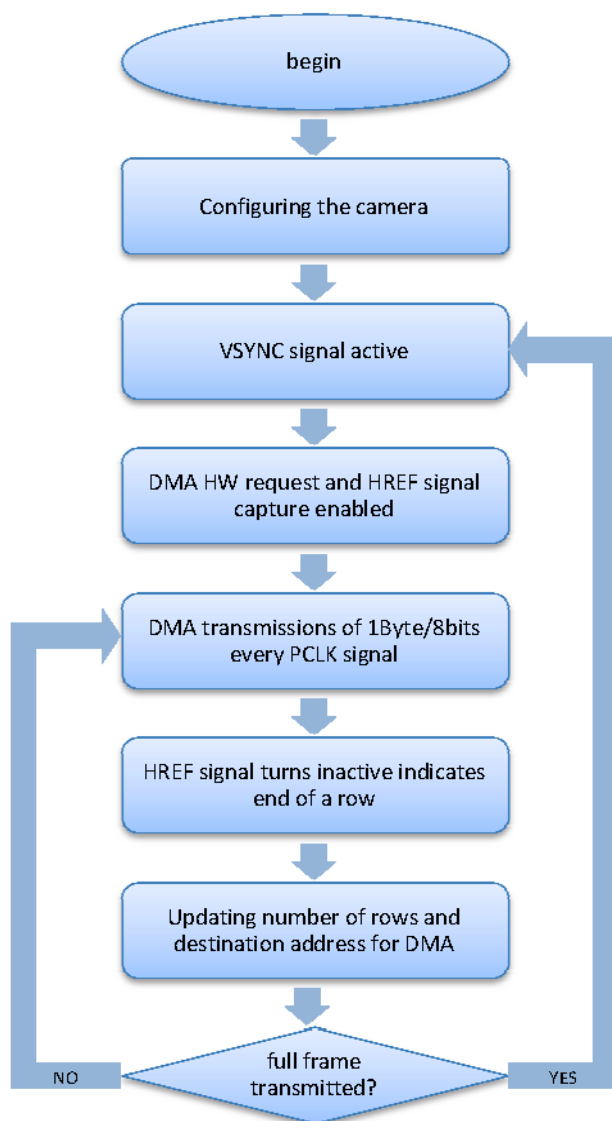 begin
Configuring the camera
VSYNC signal active
DMA HW request and HREF signal
capture enabled
DMA transmissions of 1Byte/8bits
every PCLK signal
HREF signal turns inactive indicates
end of a row
Updating number of rows and
destination address for DMA
full frame
transmitted?
NO
YES